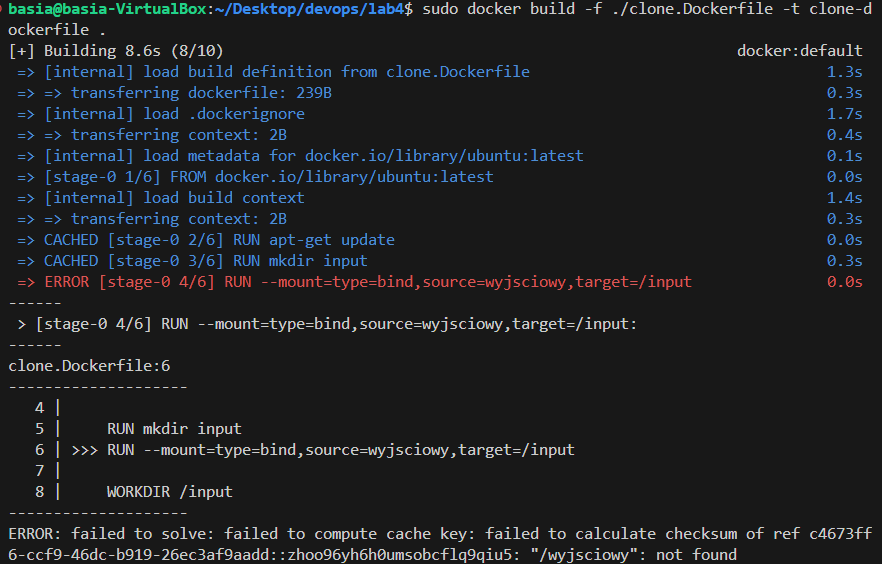 basia@basia-VirtualBox:~/Desktop/devops/lab4$ sudo docker build -f ./clone.Dockerfile -t clone-d
ockerfile .
[+] Building 8.6s (8/10) docker:default
=> [internal] load build definition from clone.Dockerfile 1.3s
=> => transferring dockerfile: 239B 0.3s
=> [internal] load .dockerignore 1.7s
=> => transferring context: 2B 0.4s
=> [internal] load metadata for docker.io/library/ubuntu:latest 0.1s
=> [stage-0 1/6] FROM docker.io/library/ubuntu:latest 0.0s
=> [internal] load build context 1.4s
=> => transferring context: 2B 0.3s
=> CACHED [stage-0 2/6] RUN apt-get update 0.0s
=> CACHED [stage-0 3/6] RUN mkdir input 0.3s
=> ERROR [stage-0 4/6] RUN --mount=type=bind,source=wyjsciowy,target=/input 0.0s
------
> [stage-0 4/6] RUN --mount=type=bind,source=wyjsciowy,target=/input:
------
clone.Dockerfile:6
--------------------
4 |
5 | RUN mkdir input
6 | >>> RUN --mount=type=bind,source=wyjsciowy,target=/input
7 |
8 | WORKDIR /input
--------------------
ERROR: failed to solve: failed to compute cache key: failed to calculate checksum of ref c4673ff
6-ccf9-46dc-b919-26ec3af9aadd::zhoo96yh6h0umsobcflq9qiu5: "/wyjsciowy": not found